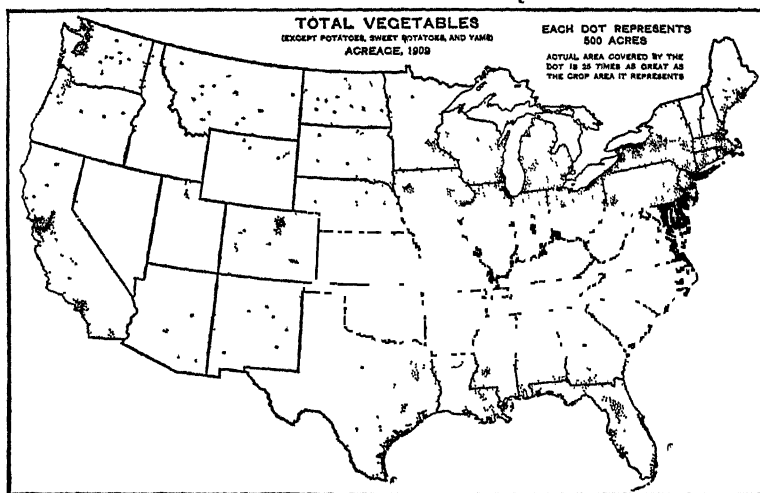 TOTAL VEGETABLES
(EXCEPT POTATOES, SWEET POTATOES, AND YAMS)
ACREAGE, 1909
EACH DOT REPRESENTS
500 ACRES
ACTUAL AREA COVERED BY THE
DOT IS 25 TIMES AS GREAT AS
THE CROP AREA IT REPRESENTS